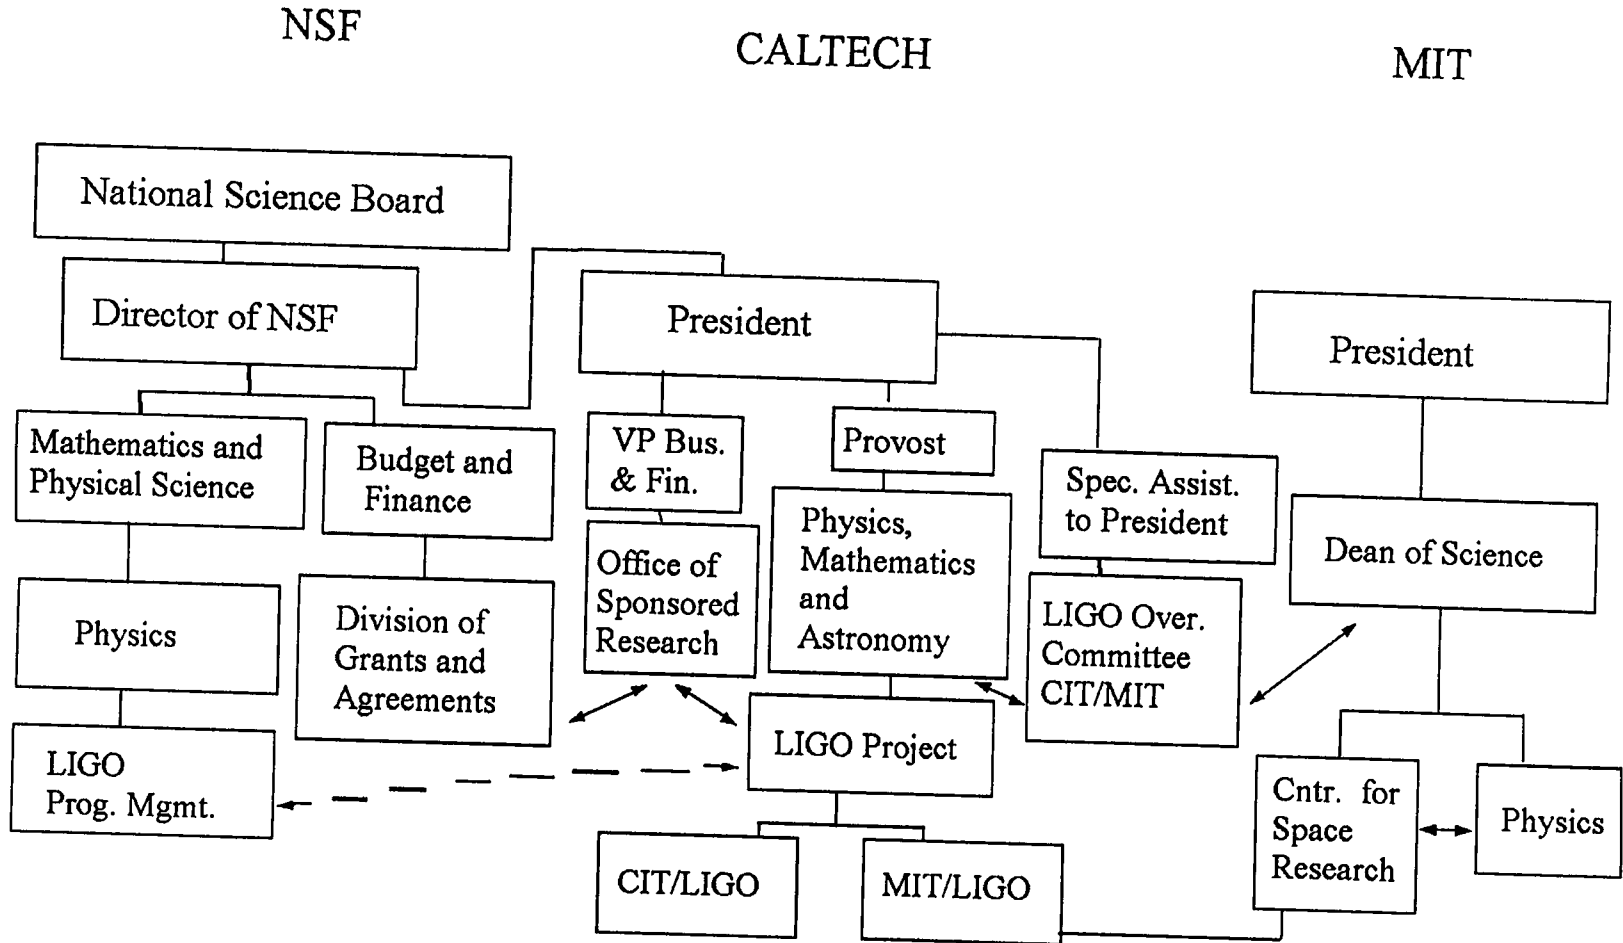 NSF
CALTECH
MIT
National Science Board
Director of NSF
Mathematics and
Physical Science
Budget and
Finance
Physics
Division of
Grants and
Agreements
LIGO
Prog. Mgmt.
President
VP Bus.
& Fin.
Provost
Spec. Assist.
to President
Office of
Sponsored
Research
Physics,
Mathematics
and
Astronomy
LIGO Over.
Committee
CIT/MIT
LIGO Project
CIT/LIGO
MIT/LIGO
President
Dean of Science
Cntr. for
Space
Research
Physics